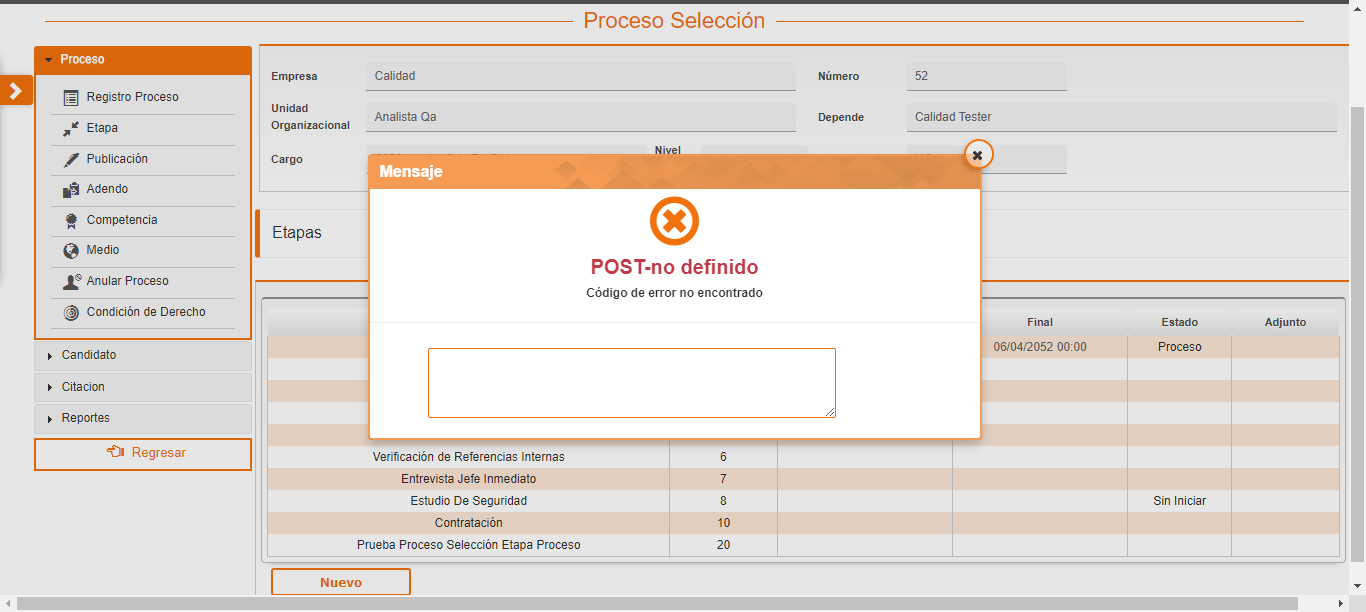 Proceso Selección
Proceso
Registro Proceso
Etapa
Publicación
Adendo
Competencia
Medio
Anular Proceso
Condición de Derecho
Candidato
Citacion
Reportes
Regresar
Empresa
Calidad
Número
52
Unidad
Organizacional
Analista Qa
Depende
Calidad Tester
Cargo
Nivel
Etapas
Mensaje
POST-no definido
Código de error no encontrado
Final
Estado
Adjunto
06/04/2052 00:00
Proceso
Verificación de Referencias Internas
6
Entrevista Jefe Inmediato
7
Estudio De Seguridad
8
Sin Iniciar
Contratación
10
Prueba Proceso Selección Etapa Proceso
20
Nuevo